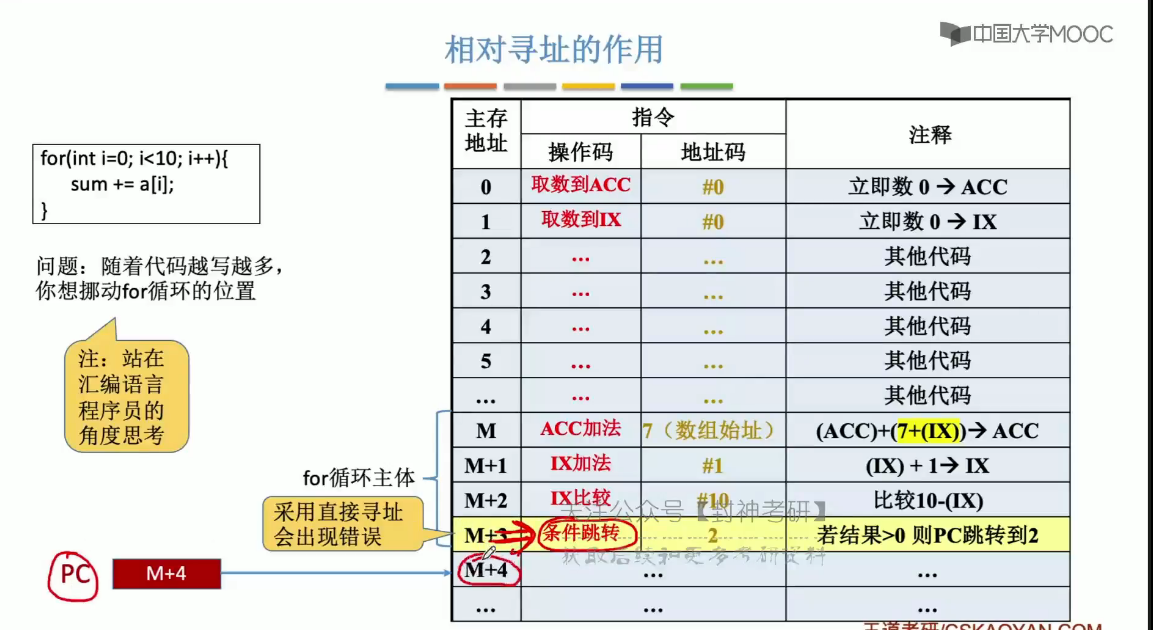 中国大学MOOC
相对寻址的作用
for(int i=0; i<10; i++){
sum += a[i];
}
问题：随着代码越写越多，
你想挪动for循环的位置
注：站在
汇编语言
程序员的
角度思考
for循环主体
采用直接寻址
会出现错误
PC M+4
主存地址 指令 注释
操作码 地址码
0 取数到ACC #0 立即数 0 → ACC
1 取数到IX #0 立即数 0 → IX
2 … … 其他代码
3 … … 其他代码
4 … … 其他代码
5 … … 其他代码
… … … 其他代码
M ACC加法 7（数组始址） (ACC)+(7+(IX))→ ACC
M+1 IX加法 #1 (IX) + 1→ IX
M+2 IX比较 #10 比较10-(IX)
M+3 条件跳转 2 若结果>0 则PC跳转到2
M+4 … …
… … …
关注公众号【封神考研】
获取后续和更多考研资料
王道考研/CSKAOYAN.COM